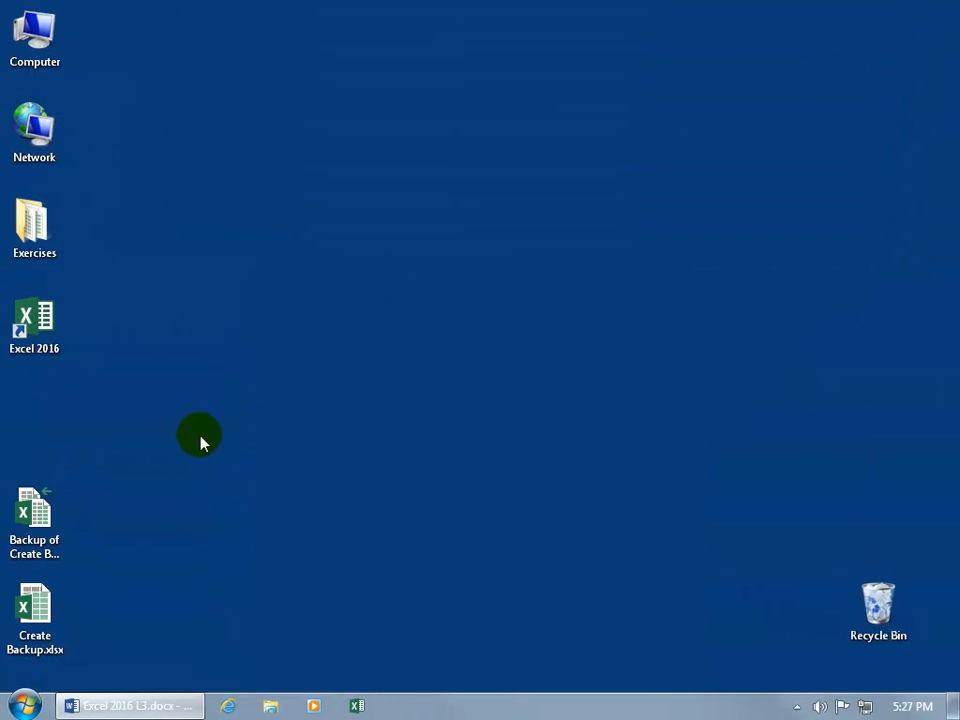 Computer
Network
Exercises
Excel 2016
Backup of
Create B...
Create
Backup.xlsx
Recycle Bin
Excel 2016 L3.docx - ...
5:27 PM